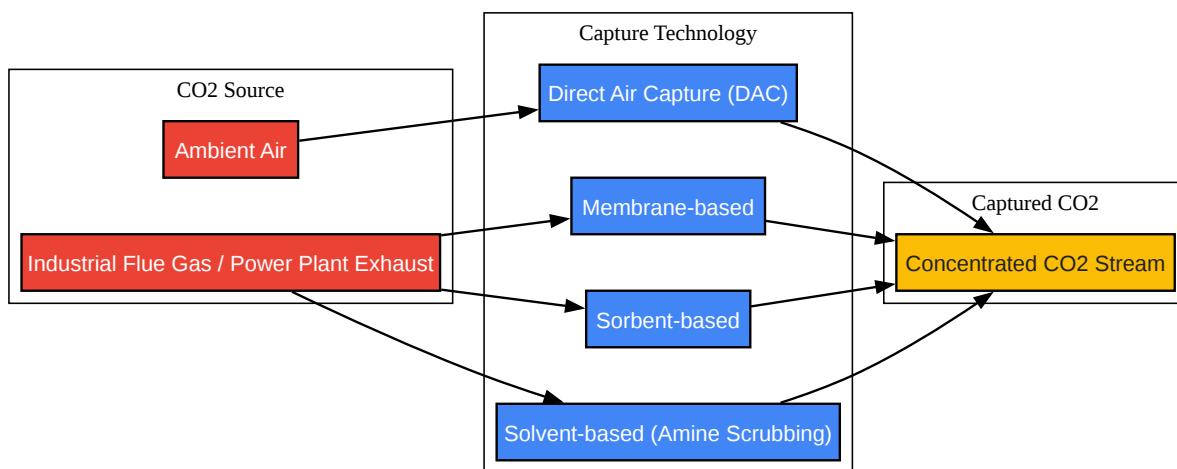 CO2 Source
Ambient Air
Industrial Flue Gas / Power Plant Exhaust
Capture Technology
Direct Air Capture (DAC)
Membrane-based
Sorbent-based
Solvent-based (Amine Scrubbing)
Captured CO2
Concentrated CO2 Stream